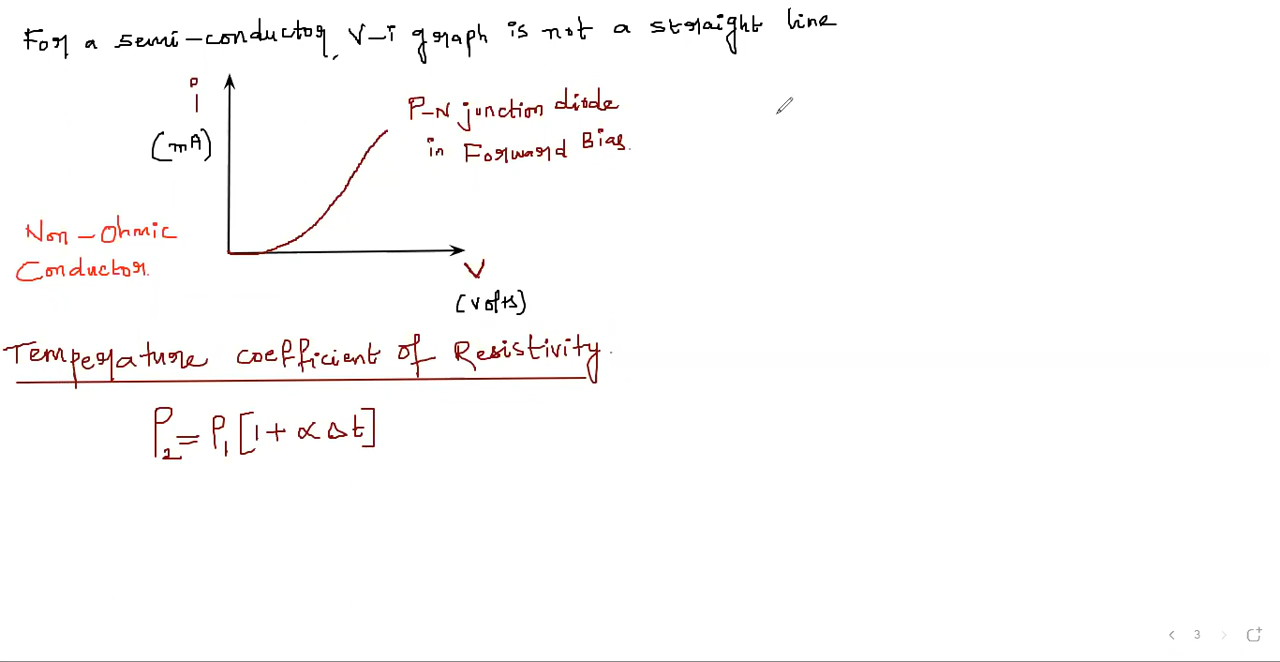 For a semi-conductor, V-i graph is not a straight line
i
(mA)
P-N junction diode
in Forward Bias.
Non-Ohmic
Conductor.
V
(Volts)
Temperature coefficient of Resistivity.
ρ₂ = ρ₁ [1 + α Δt]
3